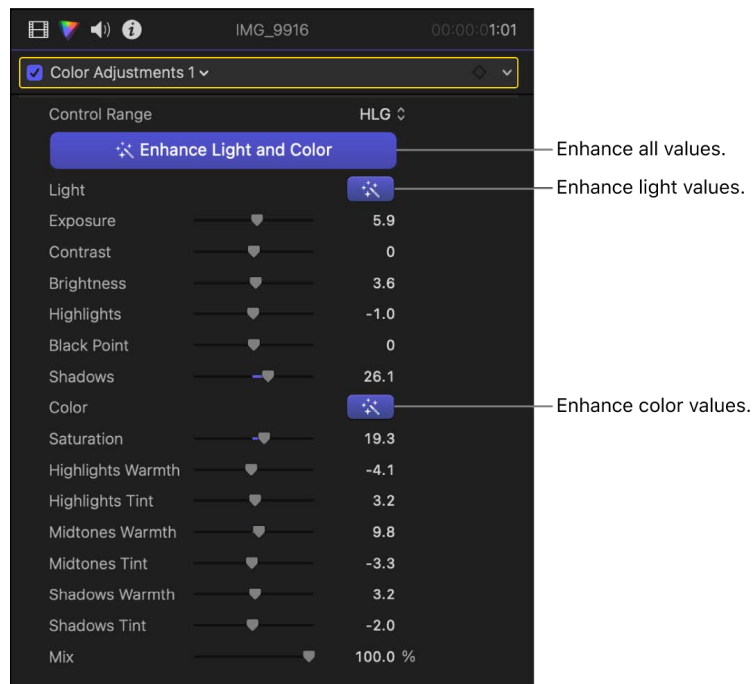 IMG_9916 00:00:01:01
Color Adjustments 1
Control Range HLG
Enhance Light and Color Enhance all values.
Light Enhance light values.
Exposure 5.9
Contrast 0
Brightness 3.6
Highlights -1.0
Black Point 0
Shadows 26.1
Color Enhance color values.
Saturation 19.3
Highlights Warmth -4.1
Highlights Tint 3.2
Midtones Warmth 9.8
Midtones Tint -3.3
Shadows Warmth 3.2
Shadows Tint -2.0
Mix 100.0 %